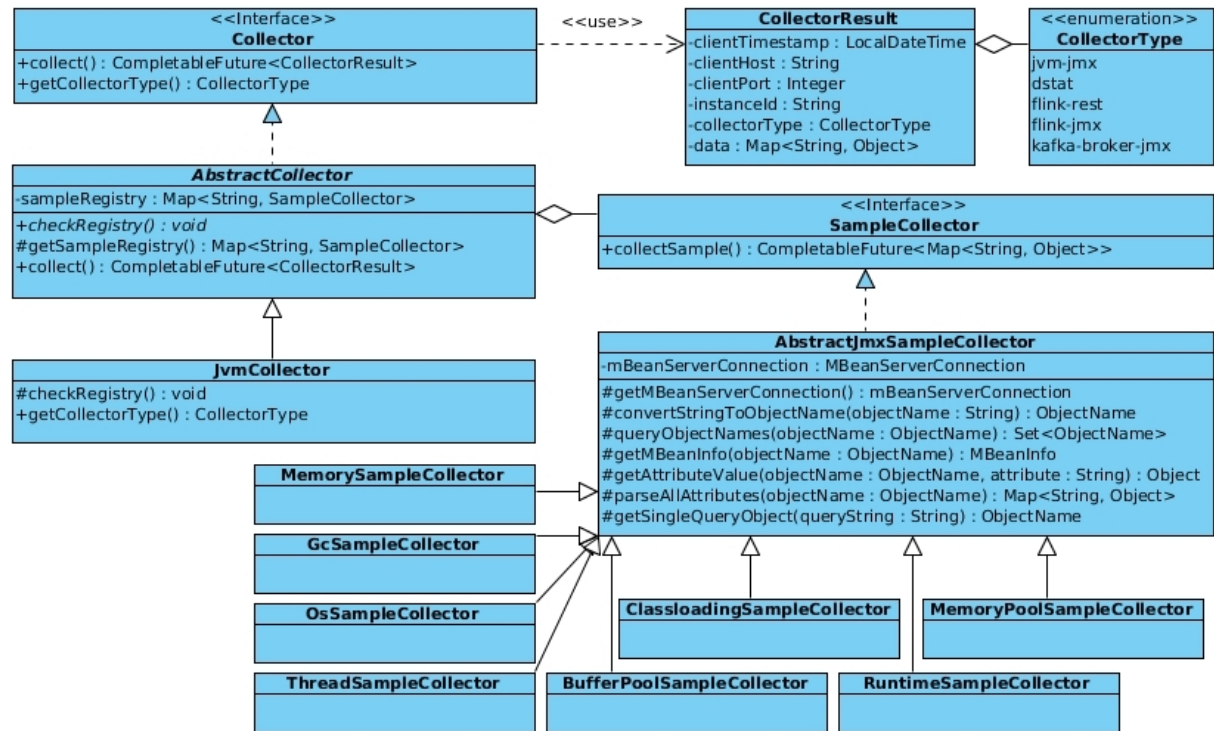 <<Interface>>
Collector
+collect() : CompletableFuture<CollectorResult>
+getCollectorType() : CollectorType
<<use>>
CollectorResult
-clientTimestamp : LocalDateTime
-clientHost : String
-clientPort : Integer
-instanceId : String
-collectorType : CollectorType
-data : Map<String, Object>
<<enumeration>>
CollectorType
jvm-jmx
dstat
flink-rest
flink-jmx
kafka-broker-jmx
AbstractCollector
-sampleRegistry : Map<String, SampleCollector>
+checkRegistry() : void
#getSampleRegistry() : Map<String, SampleCollector>
+collect() : CompletableFuture<CollectorResult>
<<Interface>>
SampleCollector
+collectSample() : CompletableFuture<Map<String, Object>>
JvmCollector
#checkRegistry() : void
+getCollectorType() : CollectorType
AbstractJmxSampleCollector
-mBeanServerConnection : MBeanServerConnection
#getMBeanServerConnection() : mBeanServerConnection
#convertStringToObjectName(objectName : String) : ObjectName
#queryObjectNames(objectName : ObjectName) : Set<ObjectName>
#getMBeanInfo(objectName : ObjectName) : MBeanInfo
#getAttributeValue(objectName : ObjectName, attribute : String) : Object
#parseAllAttributes(objectName : ObjectName) : Map<String, Object>
#getSingleQueryObject(queryString : String) : ObjectName
MemorySampleCollector
GcSampleCollector
OsSampleCollector
ClassloadingSampleCollector
MemoryPoolSampleCollector
ThreadSampleCollector
BufferPoolSampleCollector
RuntimeSampleCollector